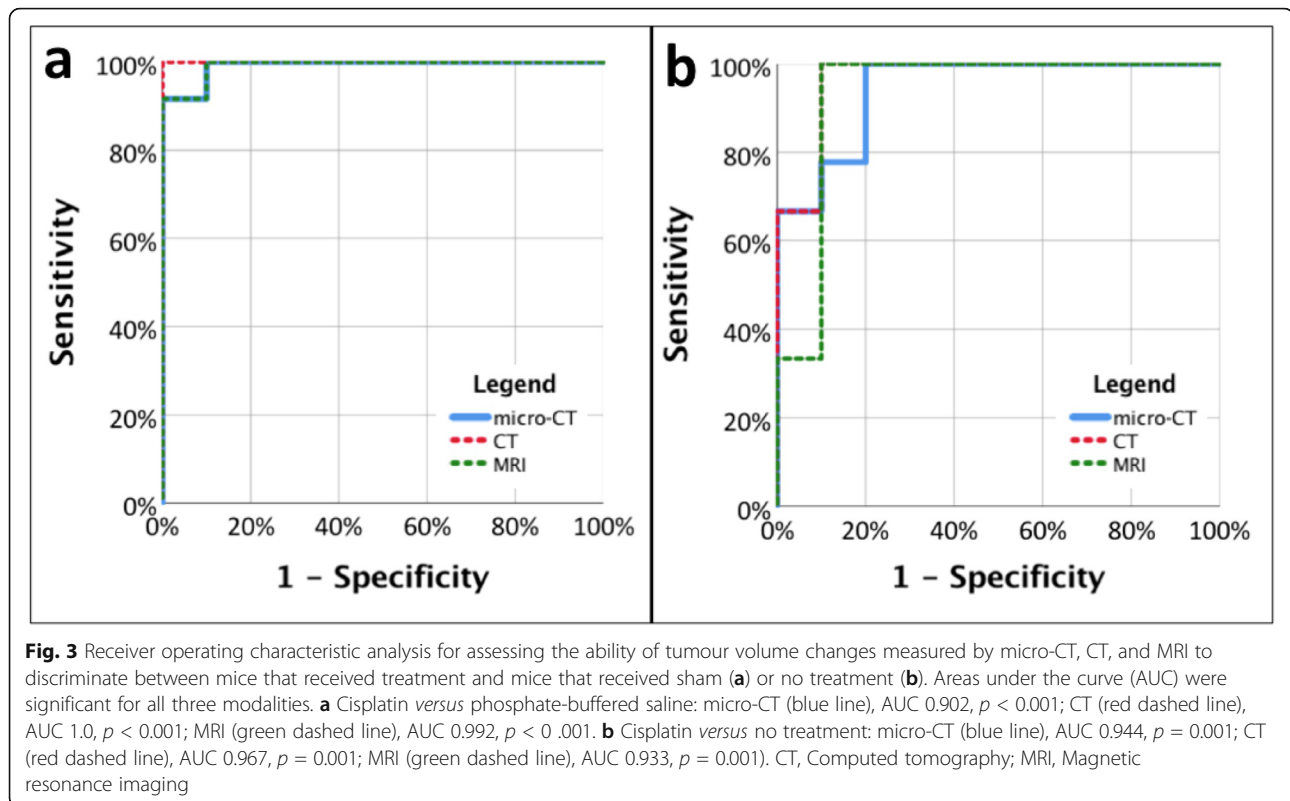 a
100%
80%
60%
40%
20%
0%
Sensitivity
Legend
micro-CT
CT
MRI
0% 20% 40% 60% 80% 100%
1 – Specificity
b
100%
80%
60%
40%
20%
0%
Sensitivity
Legend
micro-CT
CT
MRI
0% 20% 40% 60% 80% 100%
1 – Specificity
Fig. 3 Receiver operating characteristic analysis for assessing the ability of tumour volume changes measured by micro-CT, CT, and MRI to
discriminate between mice that received treatment and mice that received sham (a) or no treatment (b). Areas under the curve (AUC) were
significant for all three modalities. a Cisplatin versus phosphate-buffered saline: micro-CT (blue line), AUC 0.902, p < 0.001; CT (red dashed line),
AUC 1.0, p < 0.001; MRI (green dashed line), AUC 0.992, p < 0 .001. b Cisplatin versus no treatment: micro-CT (blue line), AUC 0.944, p = 0.001; CT
(red dashed line), AUC 0.967, p = 0.001; MRI (green dashed line), AUC 0.933, p = 0.001). CT, Computed tomography; MRI, Magnetic
resonance imaging